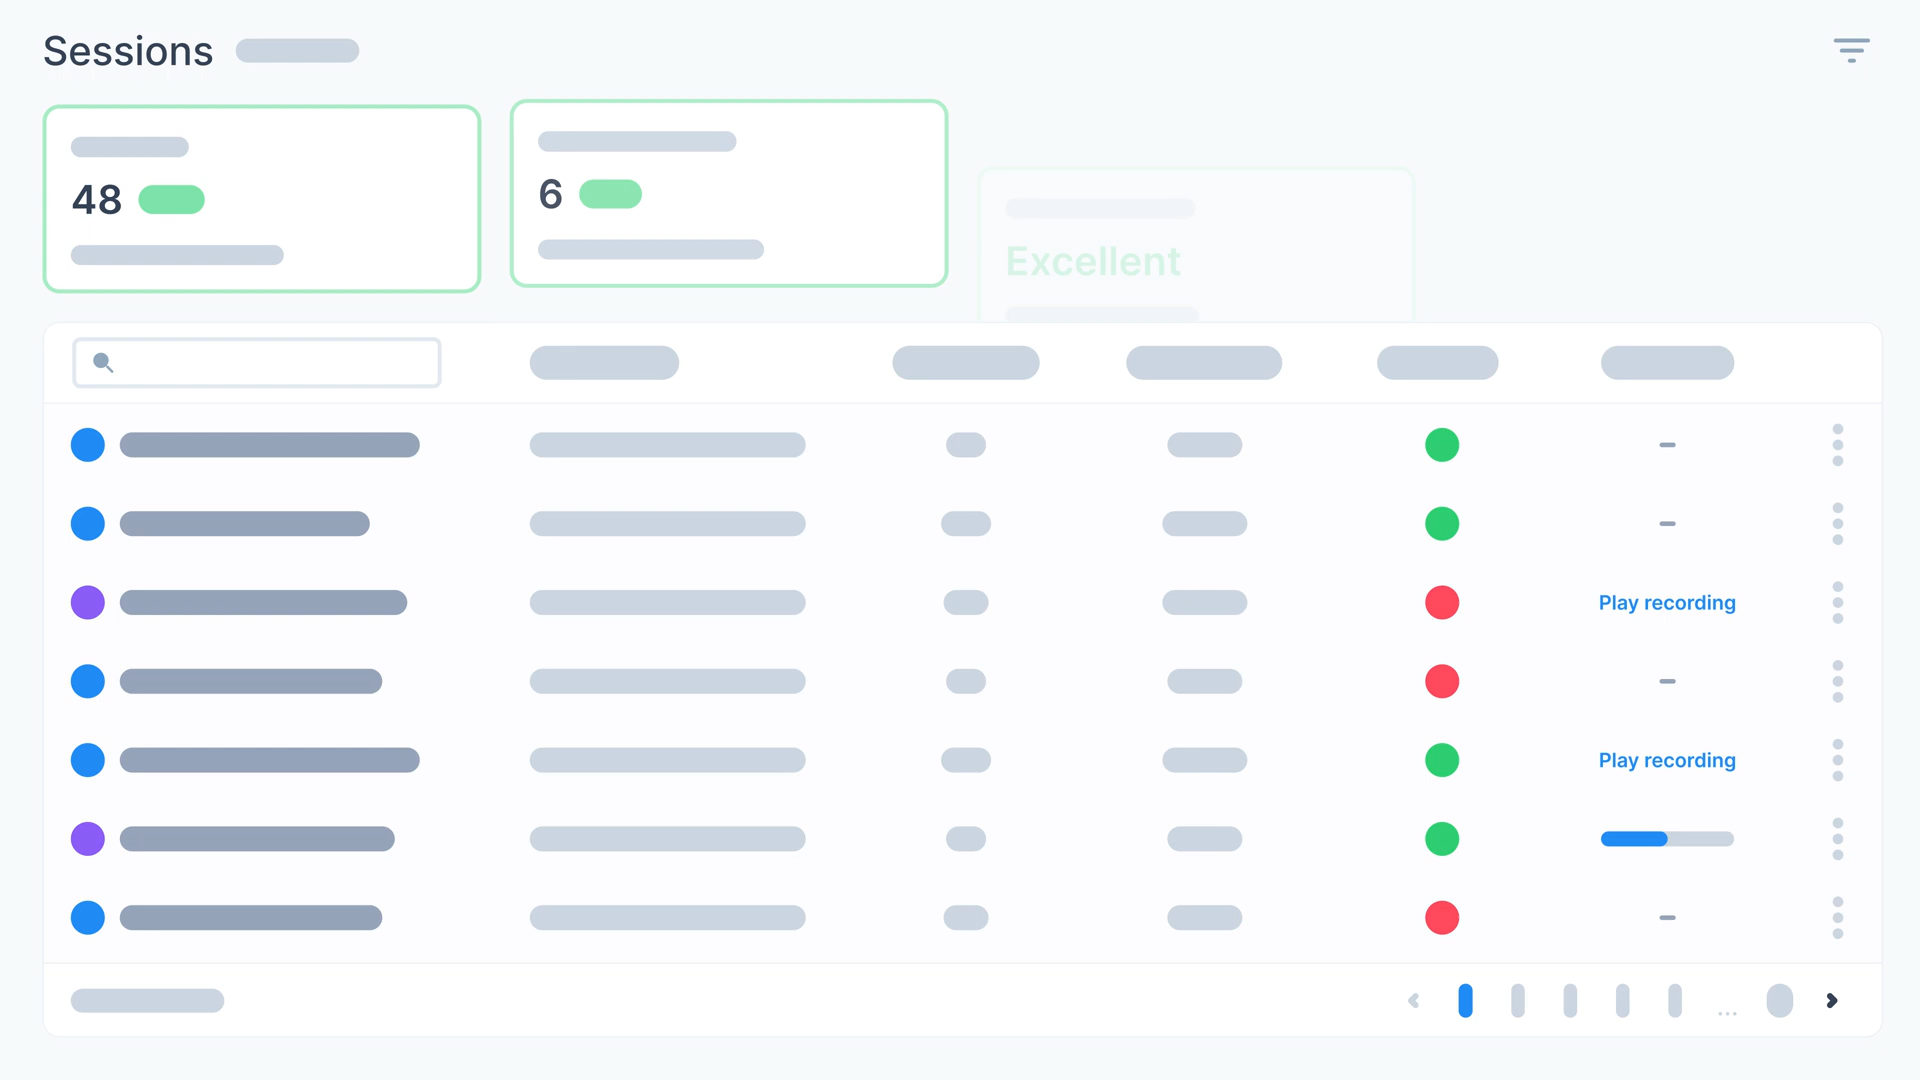 Sessions
48
6
Excellent
Play recording
Play recording
...